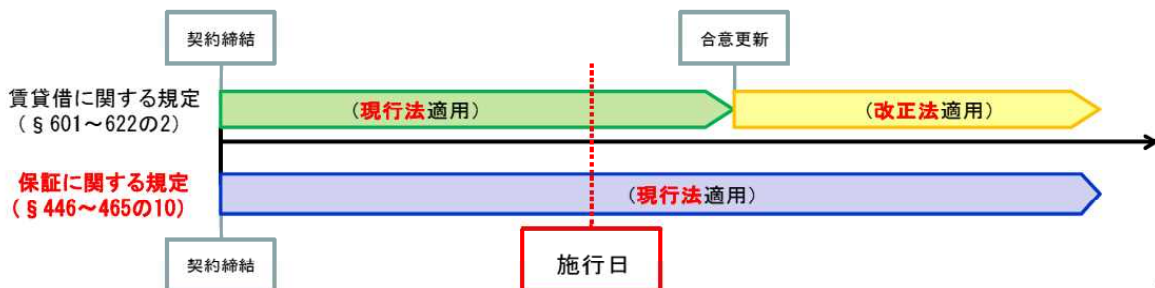 契約締結
合意更新
賃貸借に関する規定
（§601～622の2）
（現行法適用）
（改正法適用）
保証に関する規定
（§446～465の10）
（現行法適用）
契約締結
施行日